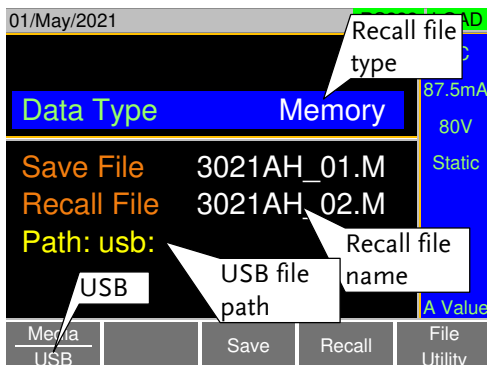 01/May/2021
AD
Recall file
type
87.5mA
Data Type Memory
80V
Save File 3021AH_01.M
Static
Recall File 3021AH_02.M
Path: usb:
Recall file
name
USB file
path
USB
A Value
Media
USB
Save
Recall
File
Utility